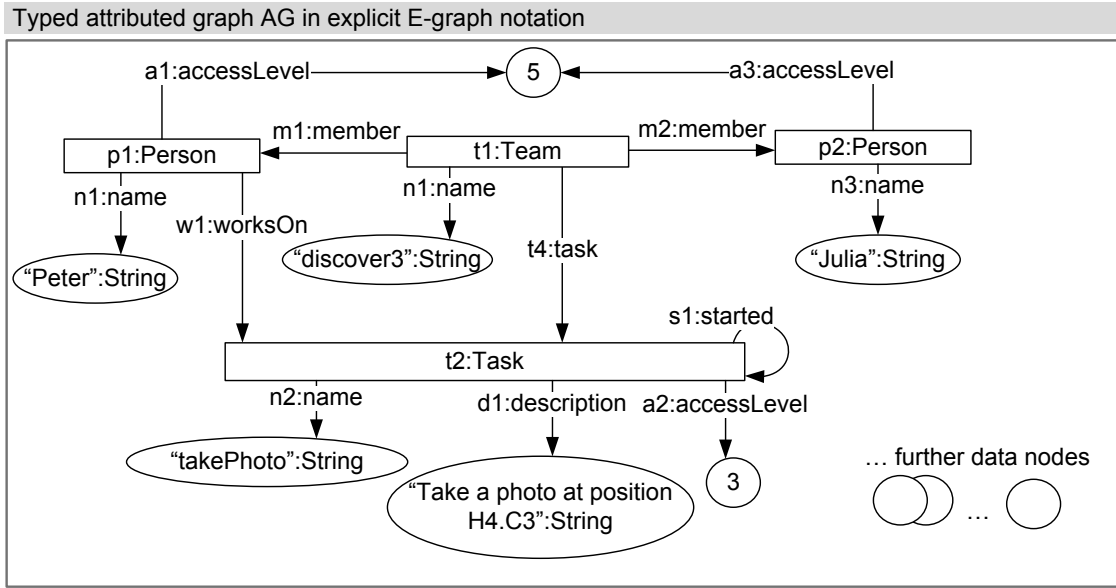 Typed attributed graph AG in explicit E-graph notation
a1:accessLevel
5
a3:accessLevel
m1:member
m2:member
p1:Person
t1:Team
p2:Person
n1:name
n1:name
n3:name
w1:worksOn
“Peter”:String
“discover3”:String
t4:task
“Julia”:String
s1:started
t2:Task
n2:name
d1:description
a2:accessLevel
“takePhoto”:String
“Take a photo at position
H4.C3”:String
3
... further data nodes
...